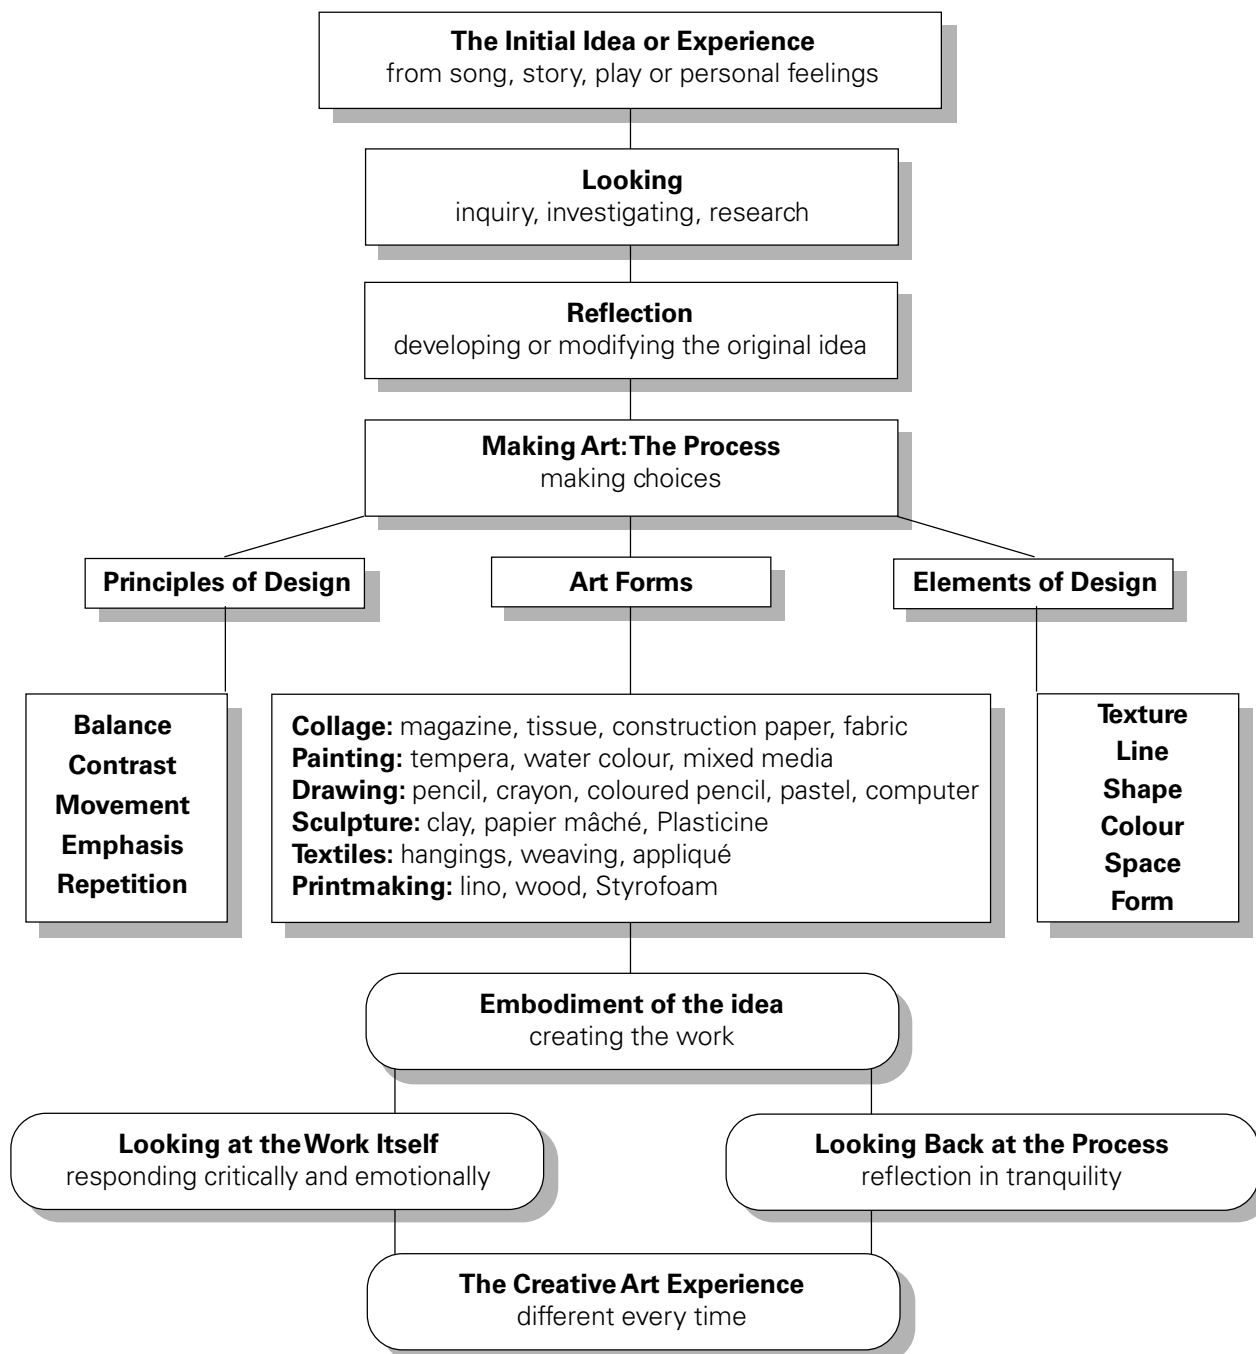 The Initial Idea or Experience
from song, story, play or personal feelings
Looking
inquiry, investigating, research
Reflection
developing or modifying the original idea
Making Art: The Process
making choices
Principles of Design
Art Forms
Elements of Design
Balance
Contrast
Movement
Emphasis
Repetition
Collage: magazine, tissue, construction paper, fabric
Painting: tempera, water colour, mixed media
Drawing: pencil, crayon, coloured pencil, pastel, computer
Sculpture: clay, papier mâché, Plasticine
Textiles: hangings, weaving, appliqué
Printmaking: lino, wood, Styrofoam
Texture
Line
Shape
Colour
Space
Form
Embodiment of the idea
creating the work
Looking at the Work Itself
responding critically and emotionally
Looking Back at the Process
reflection in tranquility
The Creative Art Experience
different every time